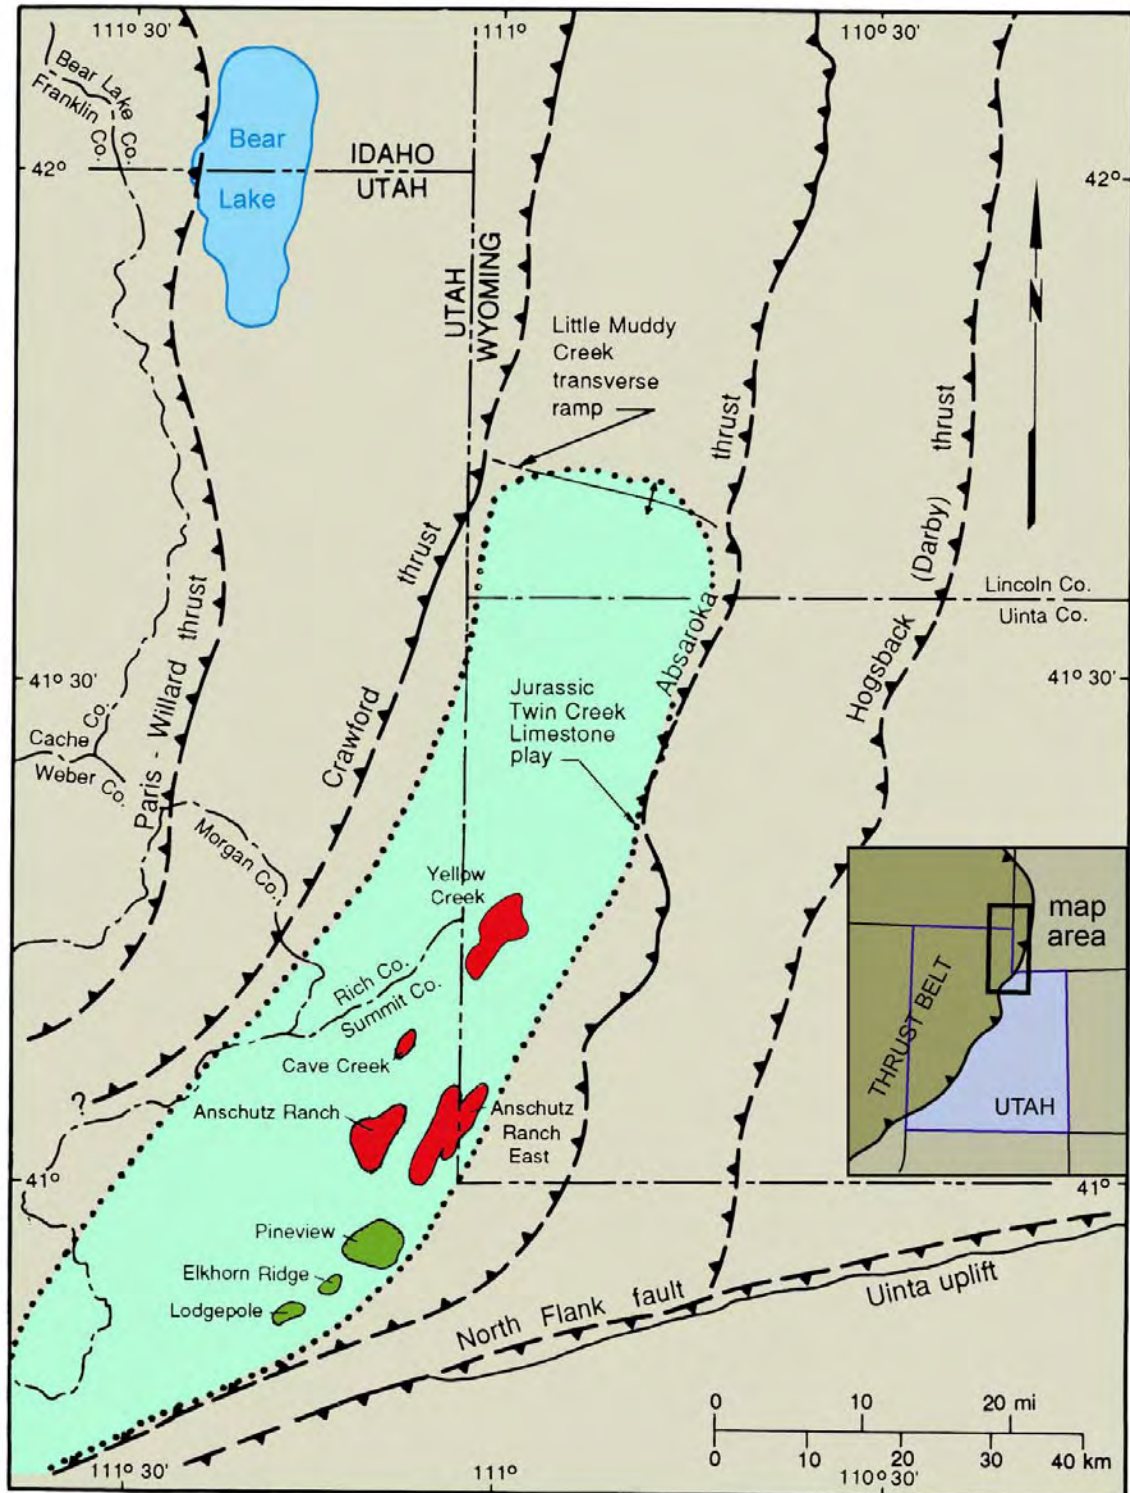 111° 30'
111°
110° 30'
Bear Lake Co.
Franklin Co.
Bear
Lake
42°
IDAHO
UTAH
42°
UTAH
WYOMING
N
Little Muddy
Creek
transverse
ramp
thrust
thrust
(Darby)
Hogsback
Lincoln Co.
Uinta Co.
Absaroka
thrust
Crawford
Paris - Willard thrust
41° 30'
41° 30'
Jurassic
Twin Creek
Limestone
play
Cache Co.
Weber Co.
Morgan Co.
Yellow
Creek
Rich Co.
Summit Co.
Cave Creek
?
Anschutz Ranch
Anschutz
Ranch
East
map
area
THRUST BELT
UTAH
41°
41°
Pineview
Elkhorn Ridge
Lodgepole
North Flank fault
Uinta uplift
0 10 20 mi
0 10 20 30 40 km
111° 30'
111°
110° 30'